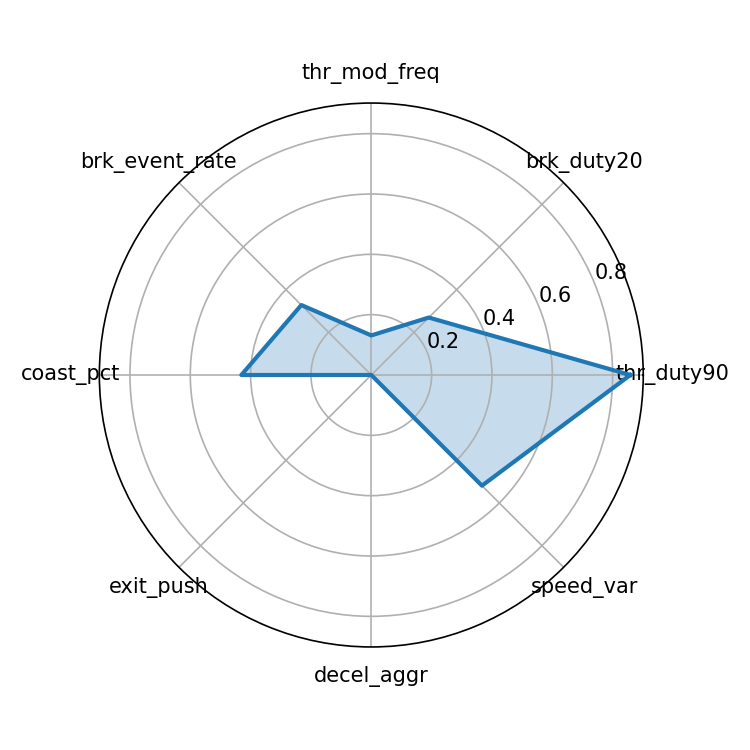 thr_mod_freq
brk_event_rate
brk_duty20
0.8
0.6
0.4
0.2
coast_pct
thr_duty90
exit_push
speed_var
decel_aggr